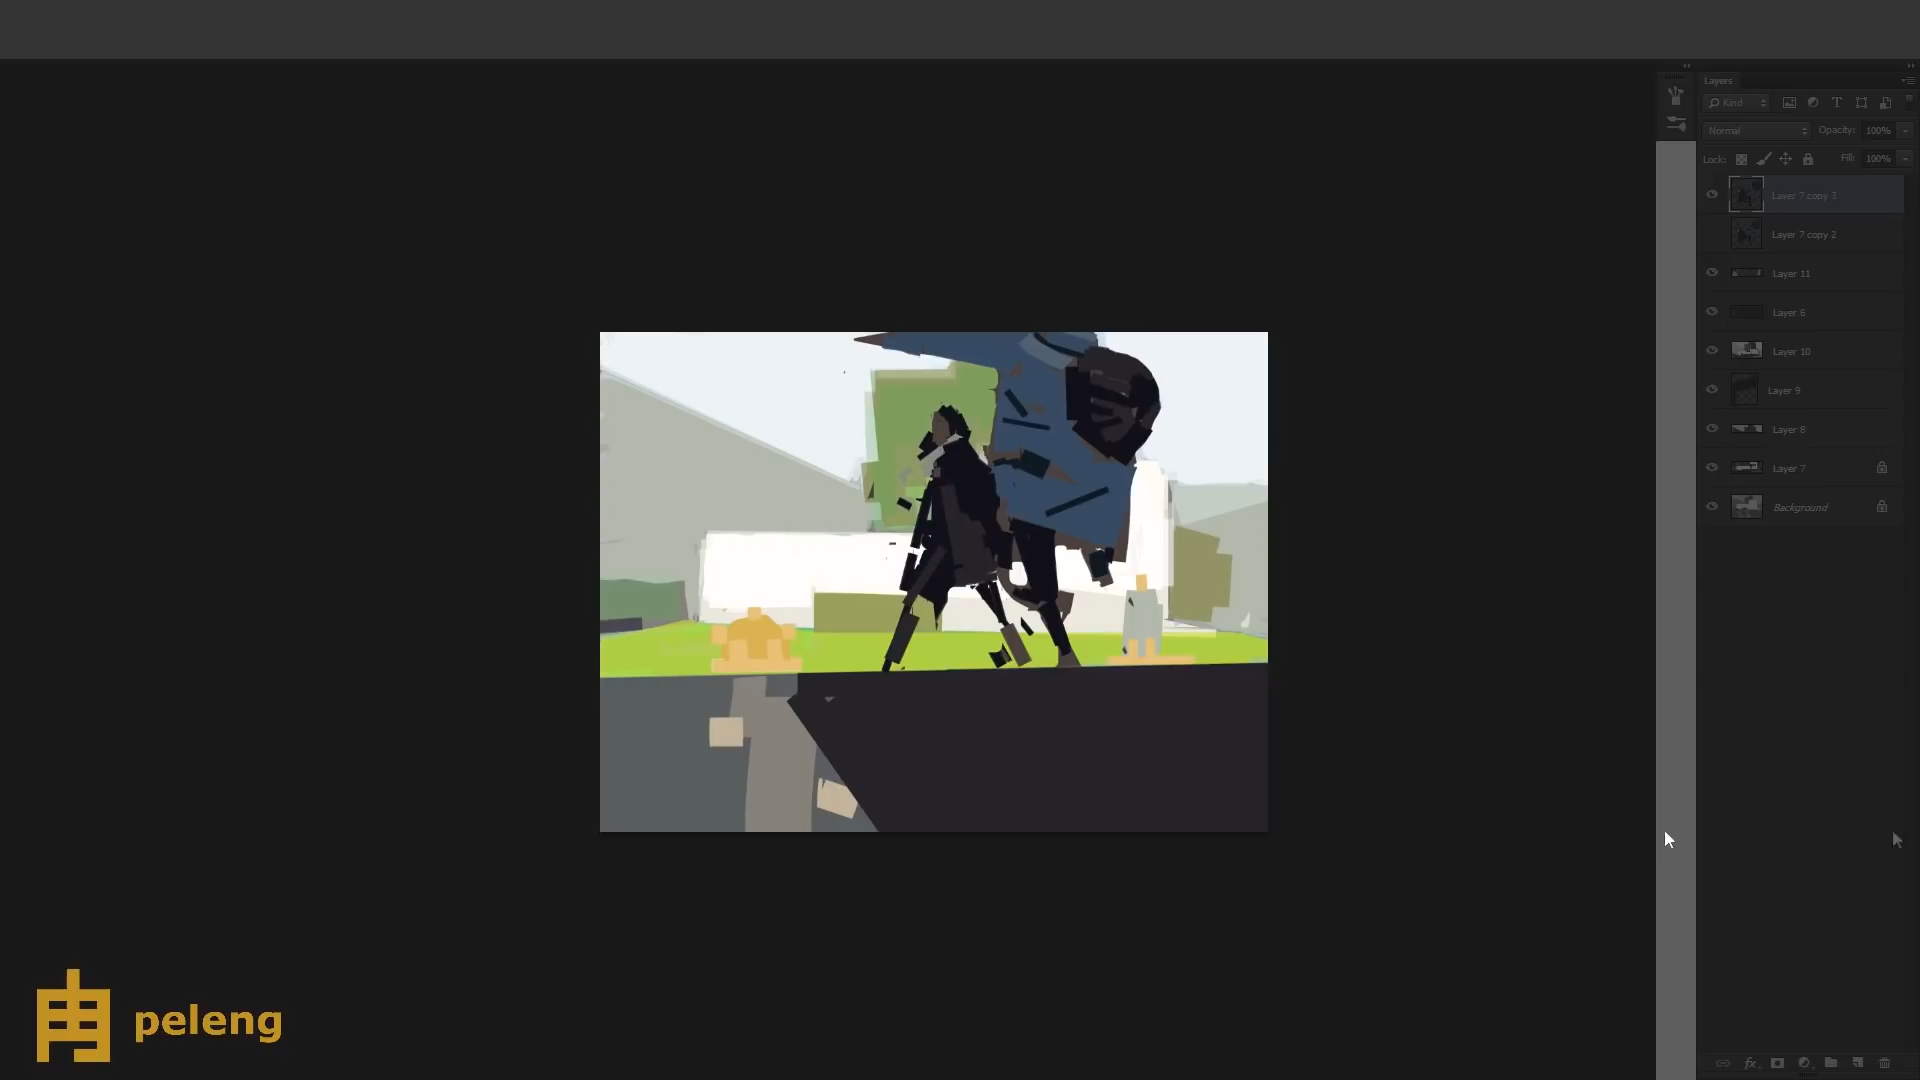 Layers
Kind
Normal Opacity: 100%
Lock: Fill: 100%
Layer 7 copy 3
Layer 7 copy 2
Layer 11
Layer 6
Layer 10
Layer 9
Layer 8
Layer 7
Background
fx
peleng